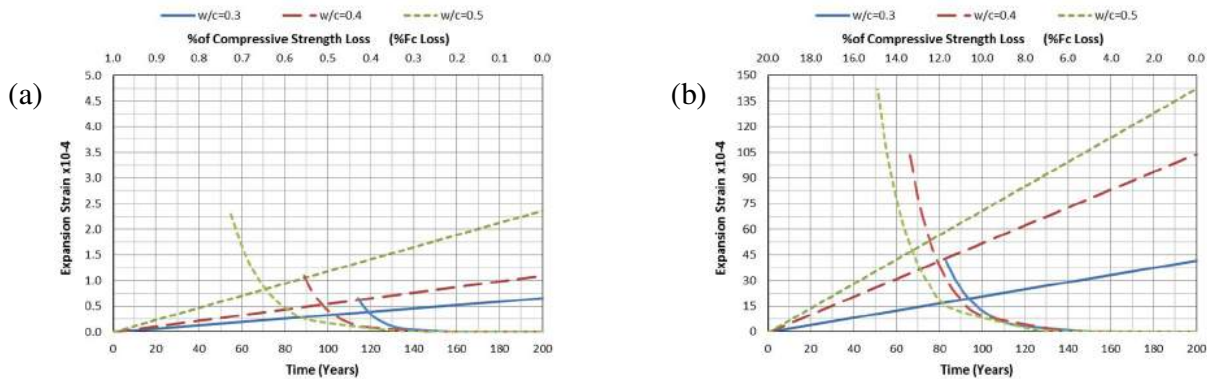 w/c=0.3 w/c=0.4 w/c=0.5
%of Compressive Strength Loss (%Fc Loss)
1.0 0.9 0.8 0.7 0.6 0.5 0.4 0.3 0.2 0.1 0.0
(a)
Expansion Strain x10-4
5.0
4.5
4.0
3.5
3.0
2.5
2.0
1.5
1.0
0.5
0.0
0 20 40 60 80 100 120 140 160 180 200
Time (Years)
w/c=0.3 w/c=0.4 w/c=0.5
%of Compressive Strength Loss (%Fc Loss)
20.0 18.0 16.0 14.0 12.0 10.0 8.0 6.0 4.0 2.0 0.0
(b)
Expansion Strain x10-4
150
135
120
105
90
75
60
45
30
15
0
0 20 40 60 80 100 120 140 160 180 200
Time (Years)